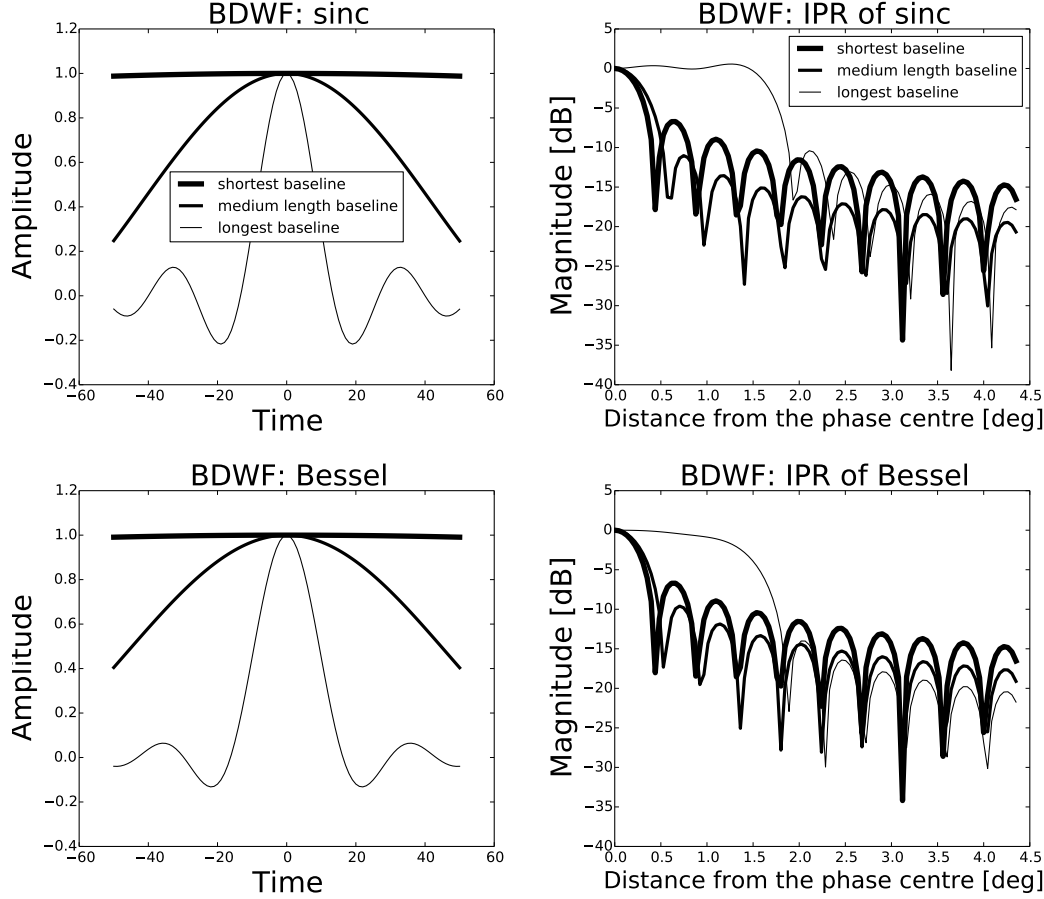 BDWF: sinc
1.2
1.0
0.8
0.6
0.4
0.2
0.0
−0.2
−0.4
Amplitude
shortest baseline
medium length baseline
longest baseline
−60 −40 −20 0 20 40 60
Time
BDWF: IPR of sinc
5
0
−5
−10
−15
−20
−25
−30
−35
−40
Magnitude [dB]
shortest baseline
medium length baseline
longest baseline
0.0 0.5 1.0 1.5 2.0 2.5 3.0 3.5 4.0 4.5
Distance from the phase centre [deg]
BDWF: Bessel
1.2
1.0
0.8
0.6
0.4
0.2
0.0
−0.2
−0.4
Amplitude
−60 −40 −20 0 20 40 60
Time
BDWF: IPR of Bessel
5
0
−5
−10
−15
−20
−25
−30
−35
−40
Magnitude [dB]
0.0 0.5 1.0 1.5 2.0 2.5 3.0 3.5 4.0 4.5
Distance from the phase centre [deg]